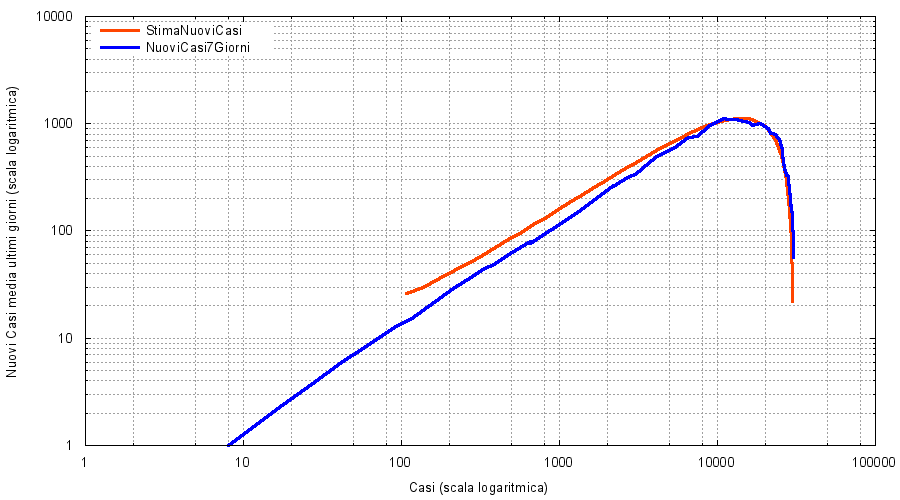 10000
StimaNuoviCasi
NuoviCasi7Giorni
1000
100
10
1
Nuovi Casi media ultimi giorni (scala logaritmica)
1 10 100 1000 10000 100000
Casi (scala logaritmica)